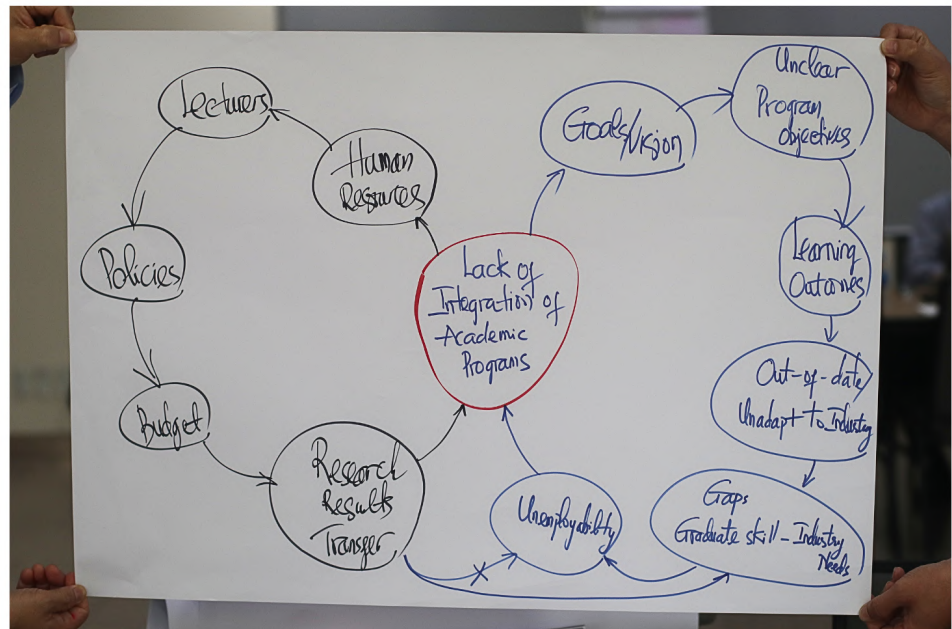 Lecturers
Human
Resources
Policies
Budget
Research
Results
Transfer
Lack of
Integration of
Academic
Programs
Goals/Vision
Unclear
Program
objectives
Learning
Outcomes
Out-of-date
Unadapt to Industry
Gaps
Graduate skill - Industry
Needs
Unemployability